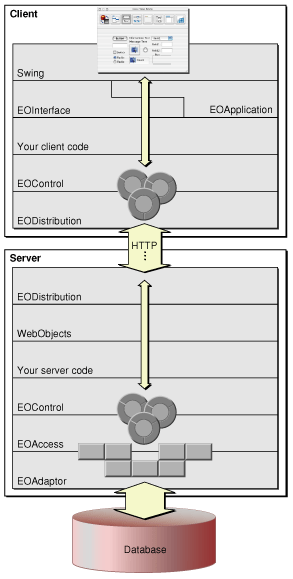 Client
Swing
EOInterface
EOApplication
Your client code
EOControl
EODistribution
HTTP
Server
EODistribution
WebObjects
Your server code
EOControl
EOAccess
EOAdaptor
Database